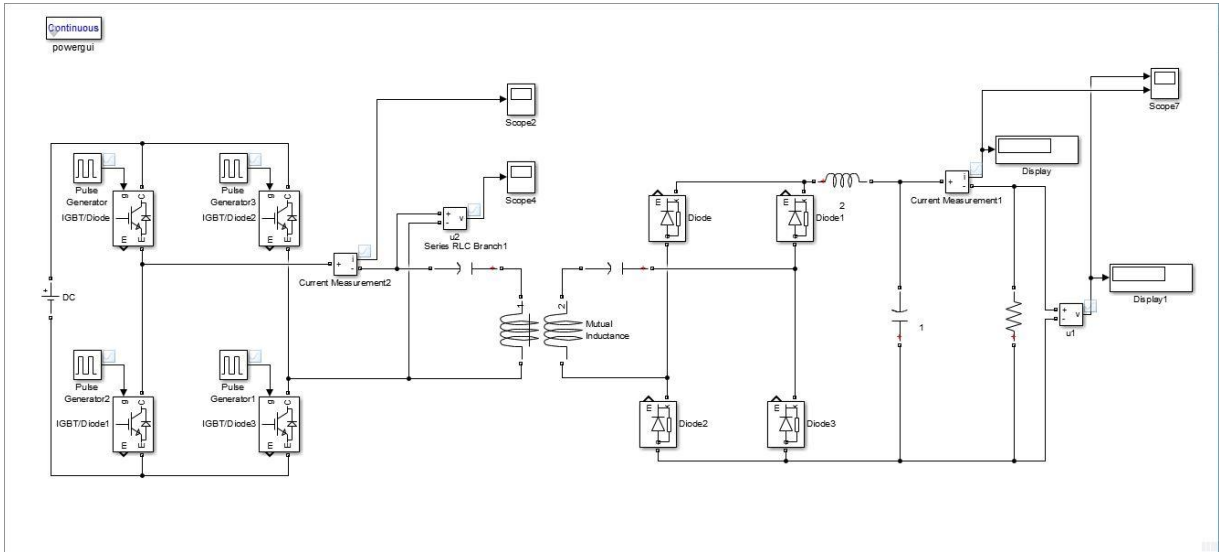 Continuous
powergui
Scope2
Scope7
Display
Pulse
Generator
IGBT/Diode
Pulse
Generator3
IGBT/Diode2
g
C
m
E
g
C
m
E
Scope4
+
-
v
u2
Series RLC Branch1
+
i
-
Current Measurement2
m
k
Diode
m
k
Diode1
2
+
i
-
Current Measurement1
+
DC
1
2
Mutual
Inductance
1
+
-
v
u1
Display1
Pulse
Generator2
IGBT/Diode1
g
C
m
E
Pulse
Generator1
IGBT/Diode3
g
C
m
E
m
k
Diode2
m
k
Diode3